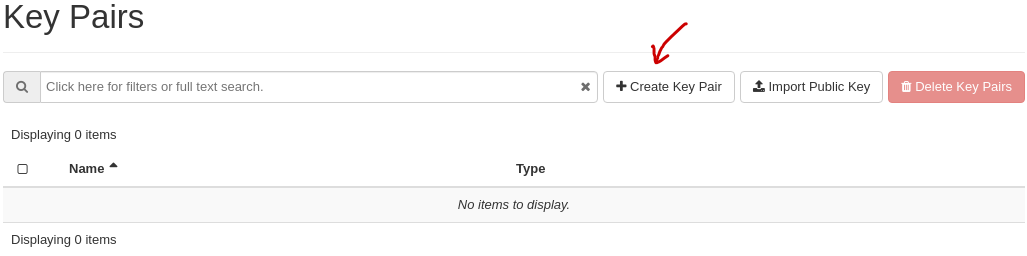 Key Pairs
Click here for filters or full text search.
Create Key Pair
Import Public Key
Delete Key Pairs
Displaying 0 items
Name Type
No items to display.
Displaying 0 items